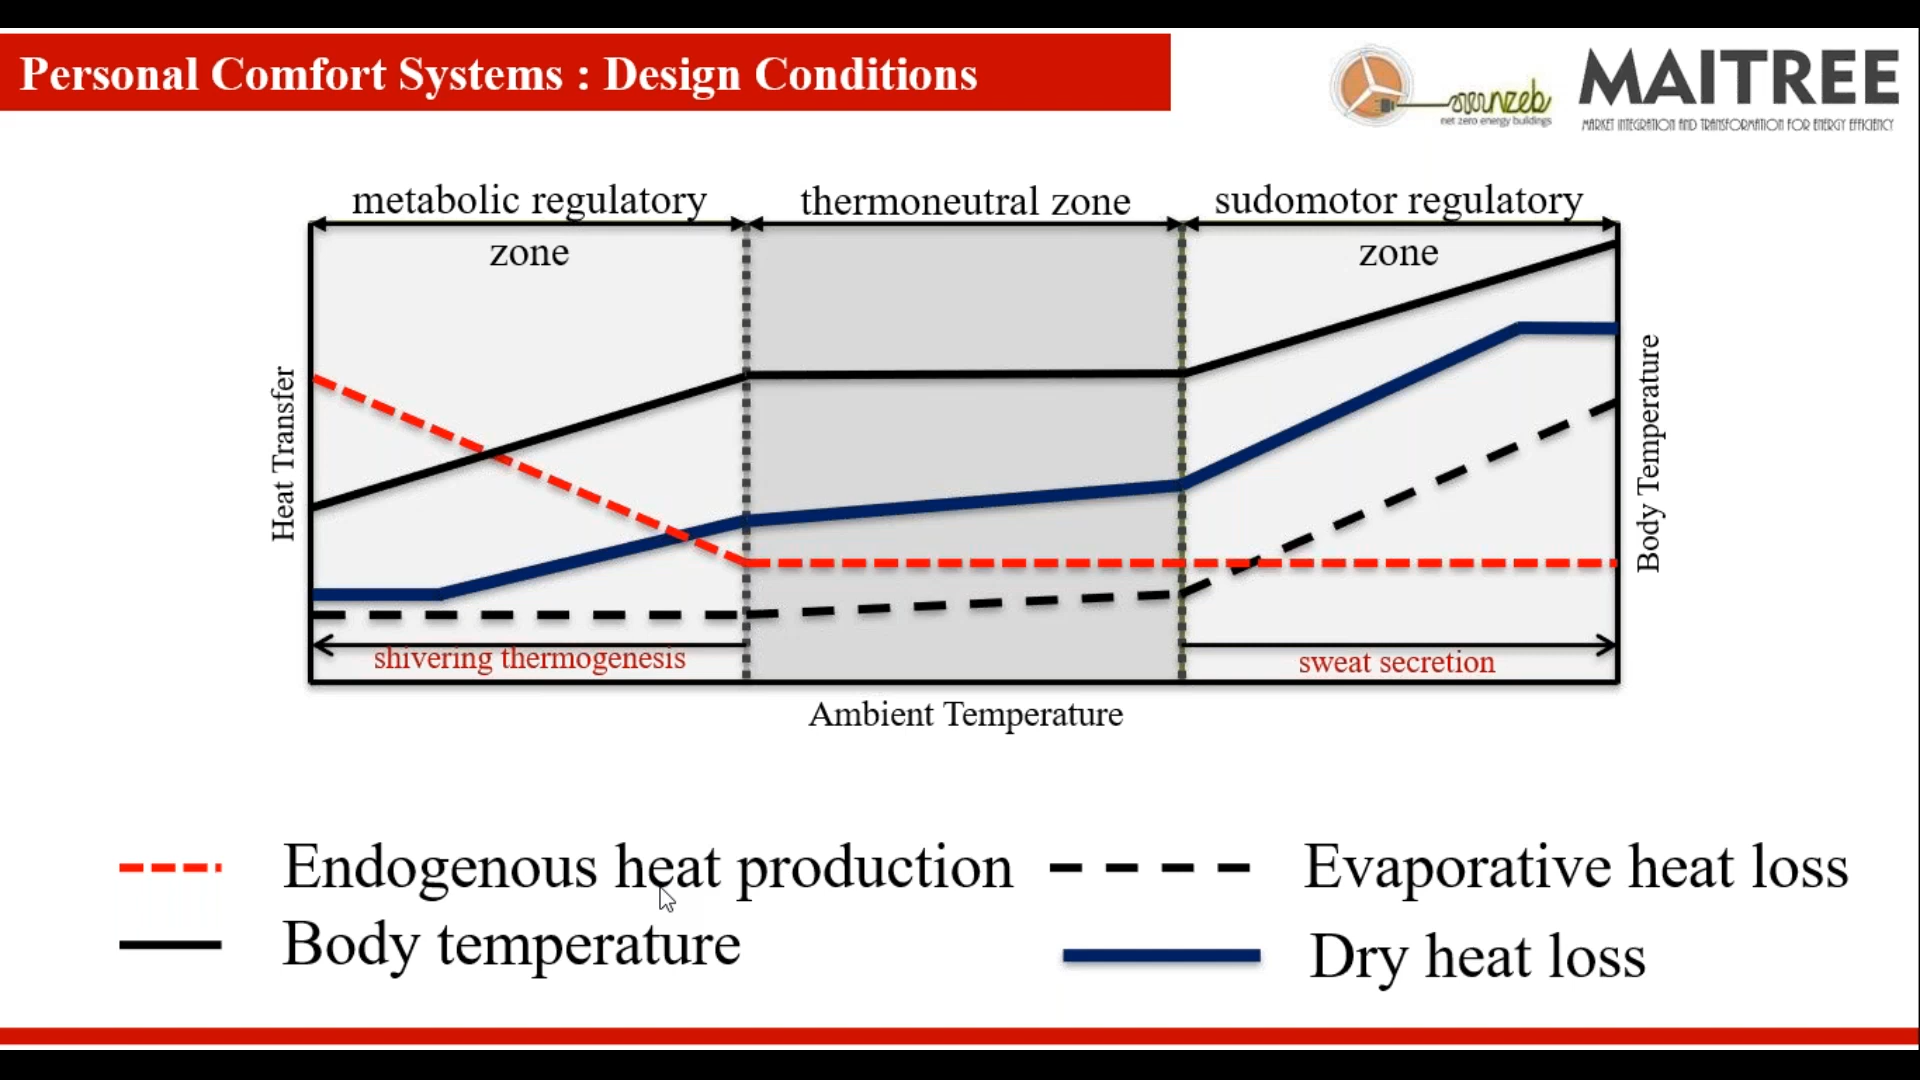 Personal Comfort Systems : Design Conditions
net zero energy buildings
MAITREE
MARKET INTEGRATION AND TRANSFORMATION FOR ENERGY EFFICIENCY
metabolic regulatory
zone
thermoneutral zone
sudomotor regulatory
zone
Heat Transfer
Body Temperature
shivering thermogenesis
sweat secretion
Ambient Temperature
Endogenous heat production
Evaporative heat loss
Body temperature
Dry heat loss